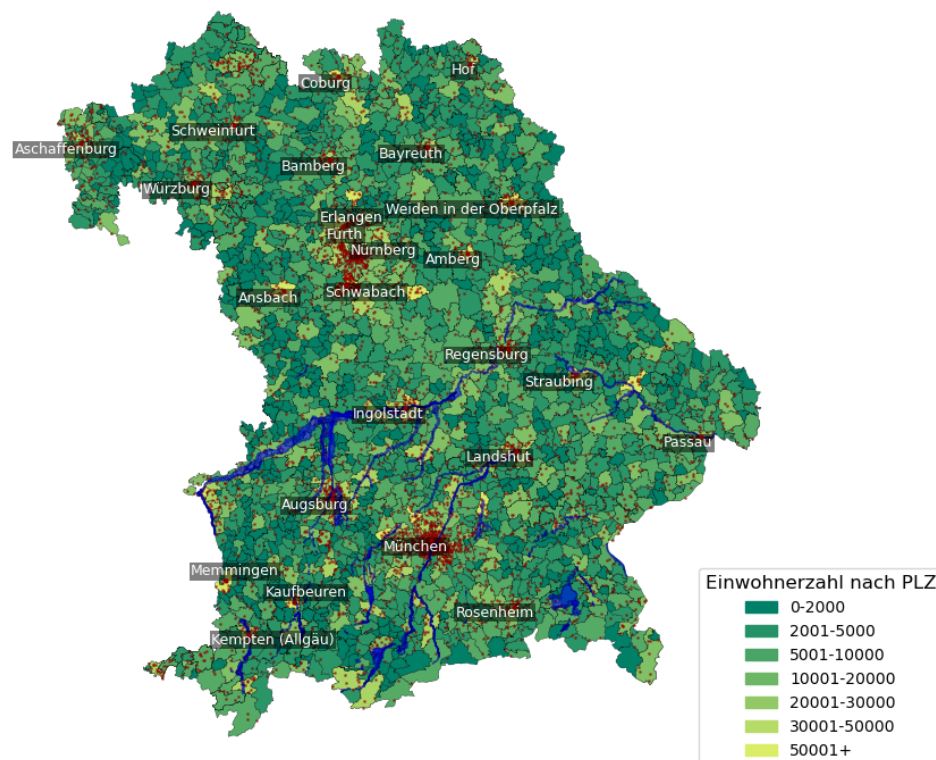 Hof
Coburg
Schweinfurt
Aschaffenburg
Bamberg
Bayreuth
Würzburg
Weiden in der Oberpfalz
Erlangen
Fürth
Nürnberg
Amberg
Ansbach
Schwabach
Regensburg
Straubing
Ingolstadt
Passau
Landshut
Augsburg
München
Memmingen
Kaufbeuren
Rosenheim
Kempten (Allgäu)
Einwohnerzahl nach PLZ
0-2000
2001-5000
5001-10000
10001-20000
20001-30000
30001-50000
50001+